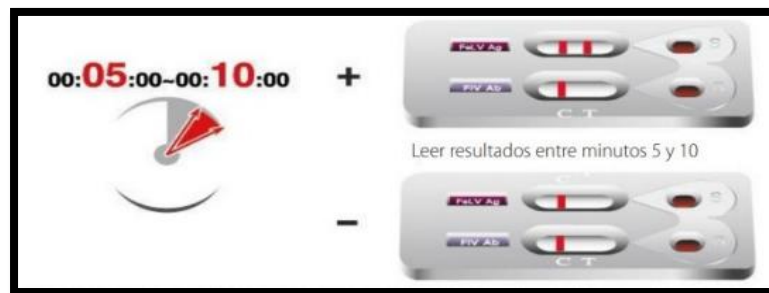 00:05:00~00:10:00
+
FeLV Ag
S
FIV Ab
S
C T
Leer resultados entre minutos 5 y 10
−
FeLV Ag
S
FIV Ab
S
C T